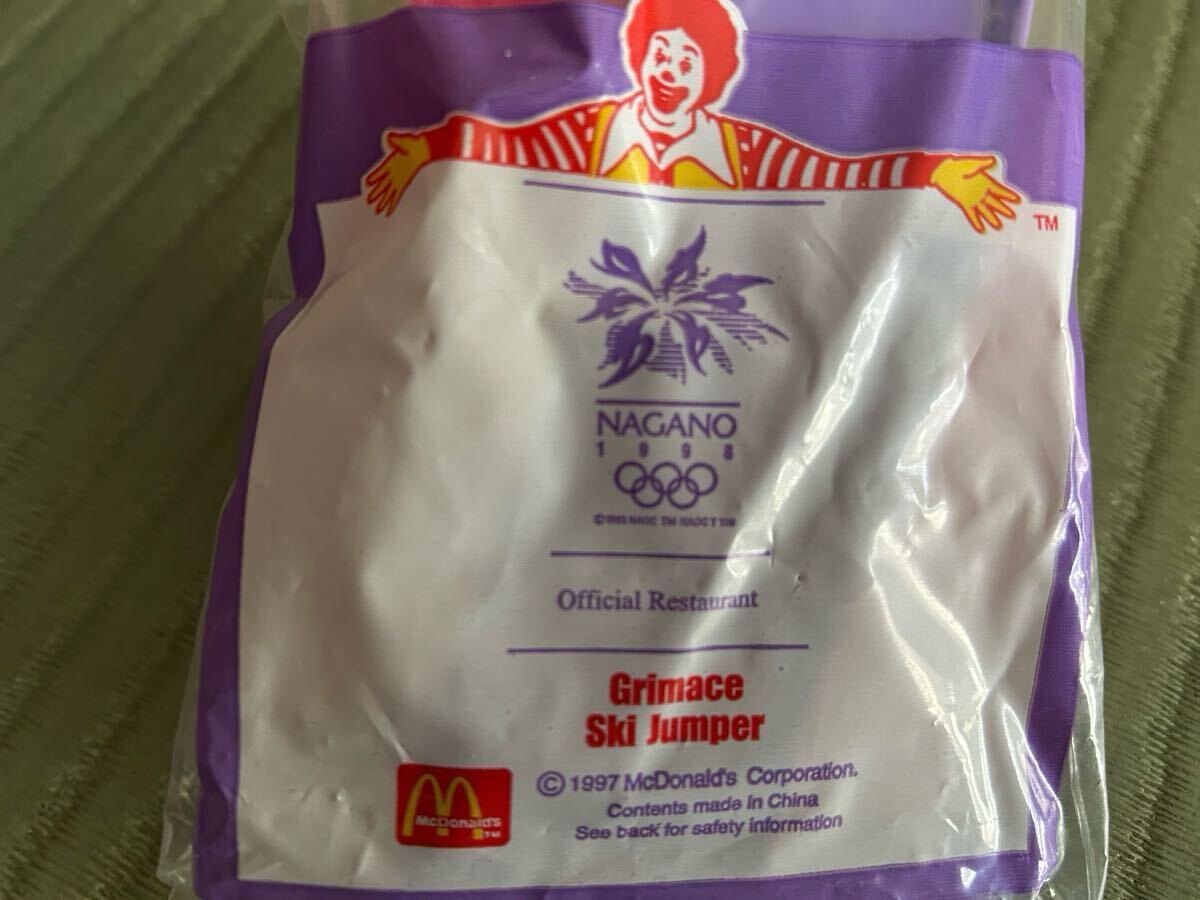 TM
NAGANO
1998
Official Restaurant
Grimace
Ski Jumper
McDonald's
TM
© 1997 McDonald's Corporation.
Contents made in China
See back for safety information